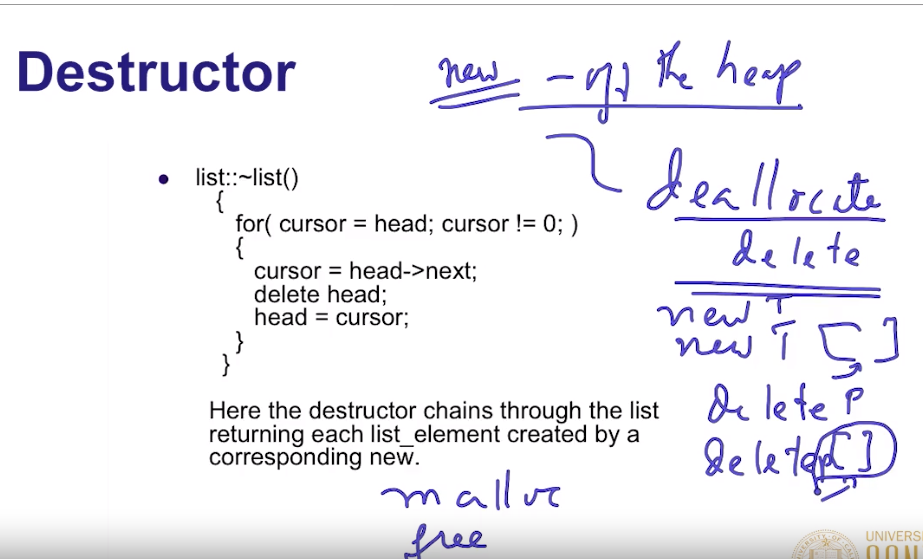 Destructor
new - off the heap
deallocate
delete
• list::~list()
{
for( cursor = head; cursor != 0; )
{
cursor = head->next;
delete head;
head = cursor;
}
}
new T
new T [ ]
delete P
Here the destructor chains through the list
returning each list_element created by a
corresponding new.
malloc
free
UNIVERS